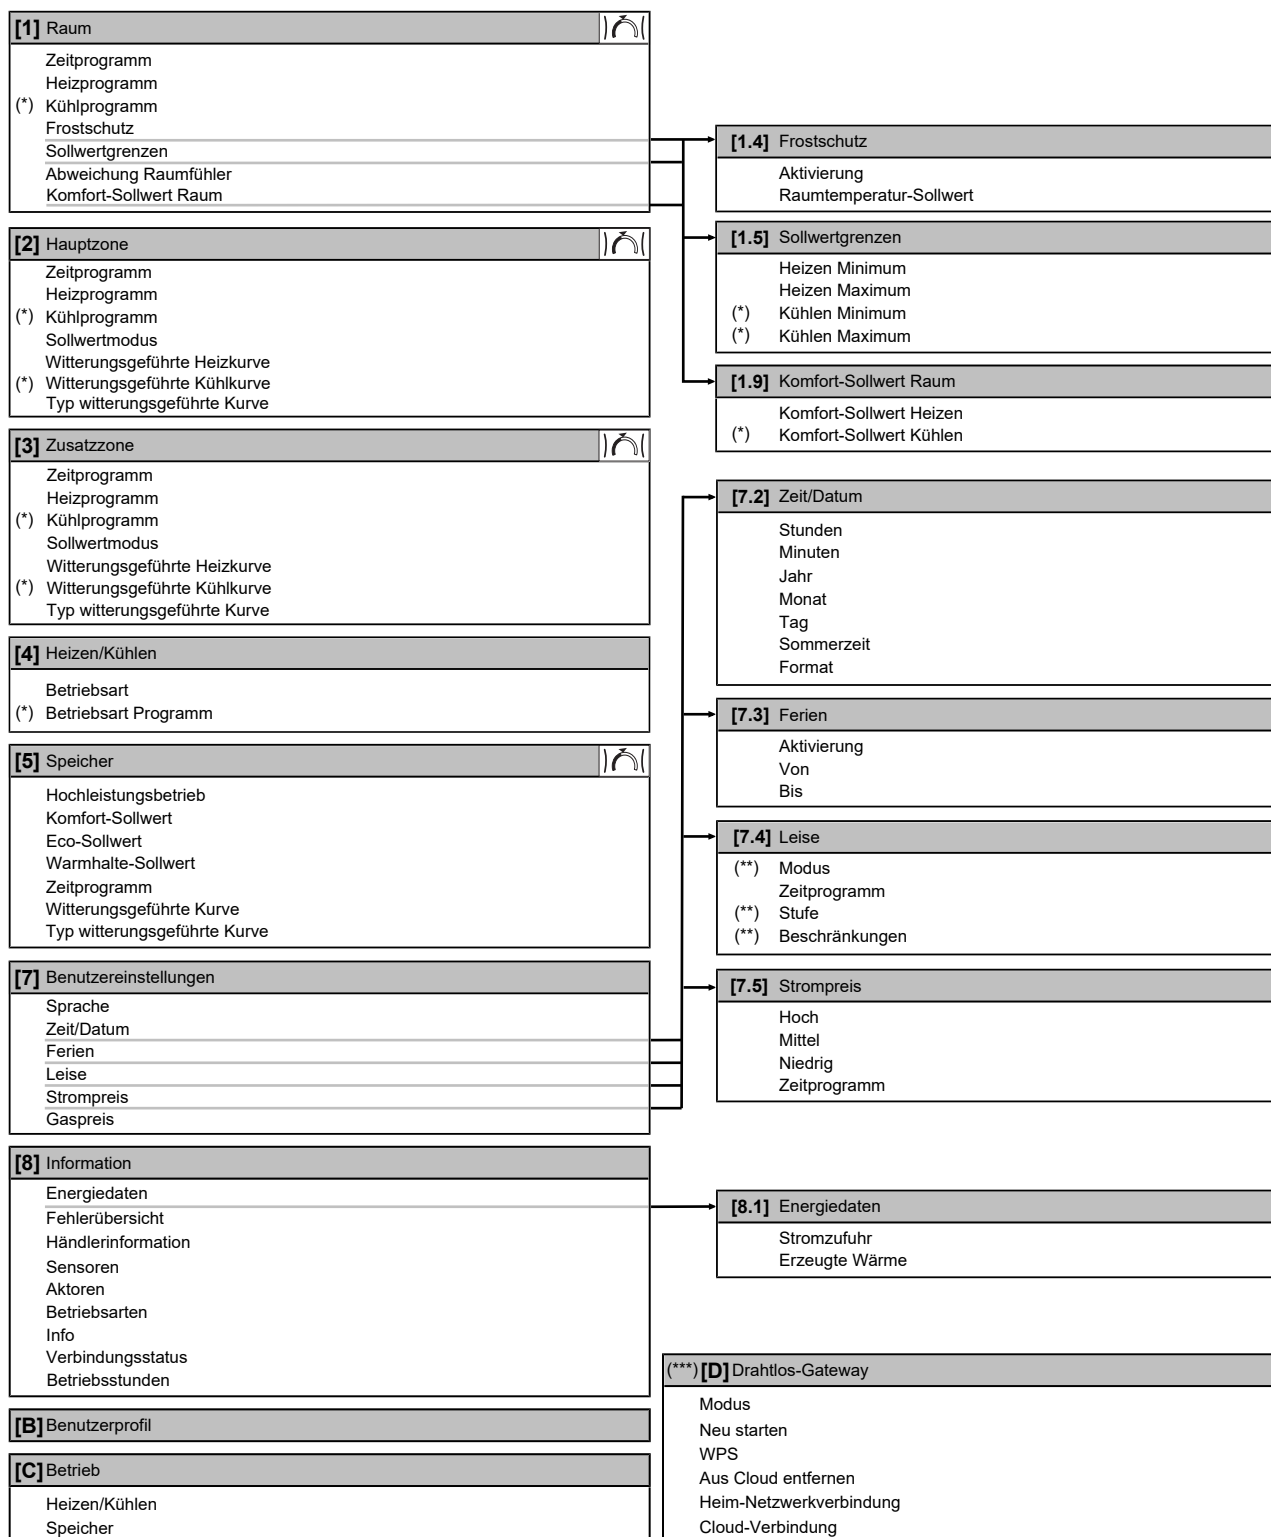 [1] Raum
Zeitprogramm
Heizprogramm
(*) Kühlprogramm
Frostschutz
Sollwertgrenzen
Abweichung Raumfühler
Komfort-Sollwert Raum
[2] Hauptzone
Zeitprogramm
Heizprogramm
(*) Kühlprogramm
Sollwertmodus
Witterungsgeführte Heizkurve
(*) Witterungsgeführte Kühlkurve
Typ witterungsgeführte Kurve
[3] Zusatzzone
Zeitprogramm
Heizprogramm
(*) Kühlprogramm
Sollwertmodus
Witterungsgeführte Heizkurve
(*) Witterungsgeführte Kühlkurve
Typ witterungsgeführte Kurve
[4] Heizen/Kühlen
Betriebsart
(*) Betriebsart Programm
[5] Speicher
Hochleistungsbetrieb
Komfort-Sollwert
Eco-Sollwert
Warmhalte-Sollwert
Zeitprogramm
Witterungsgeführte Kurve
Typ witterungsgeführte Kurve
[7] Benutzereinstellungen
Sprache
Zeit/Datum
Ferien
Leise
Strompreis
Gaspreis
[8] Information
Energiedaten
Fehlerübersicht
Händlerinformation
Sensoren
Aktoren
Betriebsarten
Info
Verbindungsstatus
Betriebsstunden
[B] Benutzerprofil
[C] Betrieb
Heizen/Kühlen
Speicher
[1.4] Frostschutz
Aktivierung
Raumtemperatur-Sollwert
[1.5] Sollwertgrenzen
Heizen Minimum
Heizen Maximum
(*) Kühlen Minimum
(*) Kühlen Maximum
[1.9] Komfort-Sollwert Raum
Komfort-Sollwert Heizen
(*) Komfort-Sollwert Kühlen
[7.2] Zeit/Datum
Stunden
Minuten
Jahr
Monat
Tag
Sommerzeit
Format
[7.3] Ferien
Aktivierung
Von
Bis
[7.4] Leise
(**) Modus
Zeitprogramm
(**) Stufe
(**) Beschränkungen
[7.5] Strompreis
Hoch
Mittel
Niedrig
Zeitprogramm
[8.1] Energiedaten
Stromzufuhr
Erzeugte Wärme
(***) [D] Drahtlos-Gateway
Modus
Neu starten
WPS
Aus Cloud entfernen
Heim-Netzwerkverbindung
Cloud-Verbindung